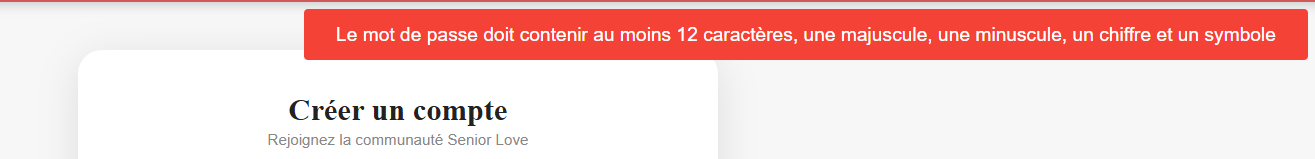 Le mot de passe doit contenir au moins 12 caractères, une majuscule, une minuscule, un chiffre et un symbole
Créer un compte
Rejoignez la communauté Senior Love